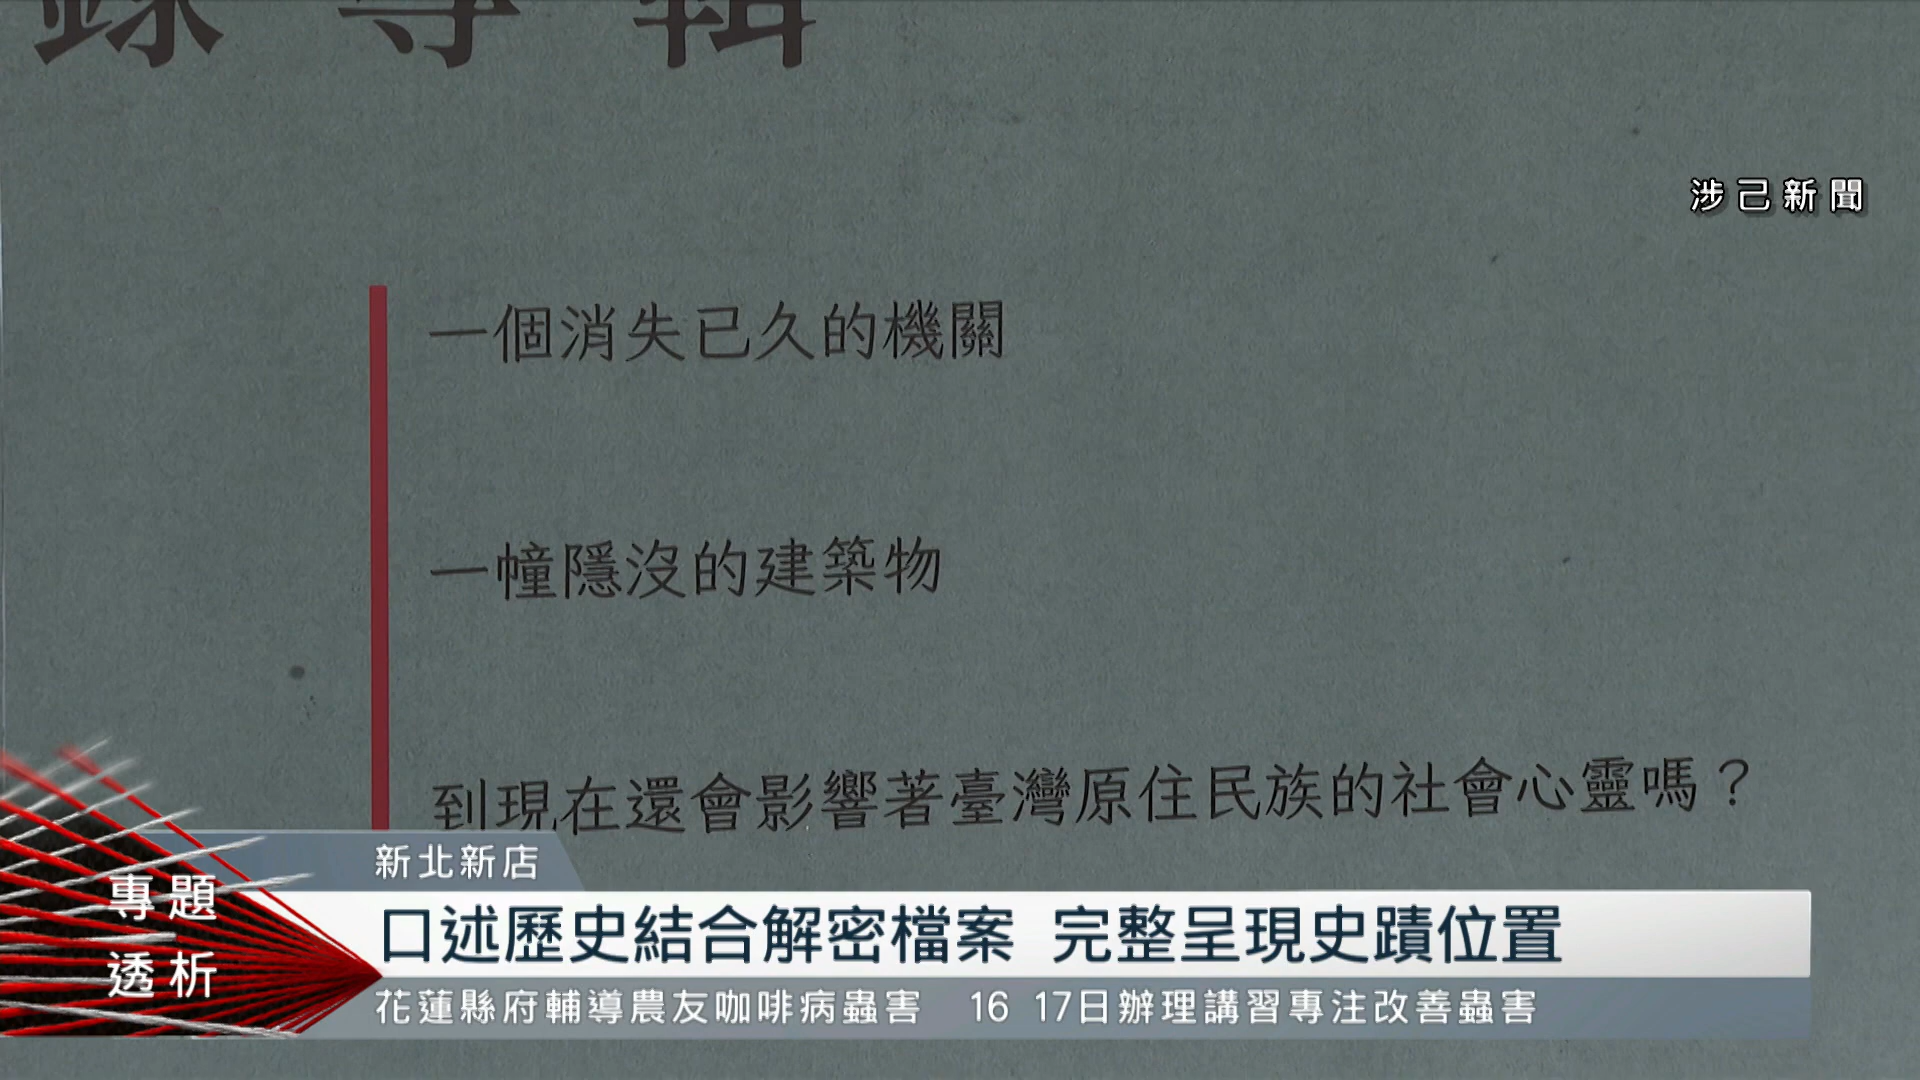 涉己新聞
一個消失已久的機關
一幢隱沒的建築物
到現在還會影響著臺灣原住民族的社會心靈嗎？
新北新店
專題
透析
口述歷史結合解密檔案 完整呈現史蹟位置
花蓮縣府輔導農友咖啡病蟲害 16 17日辦理講習專注改善蟲害